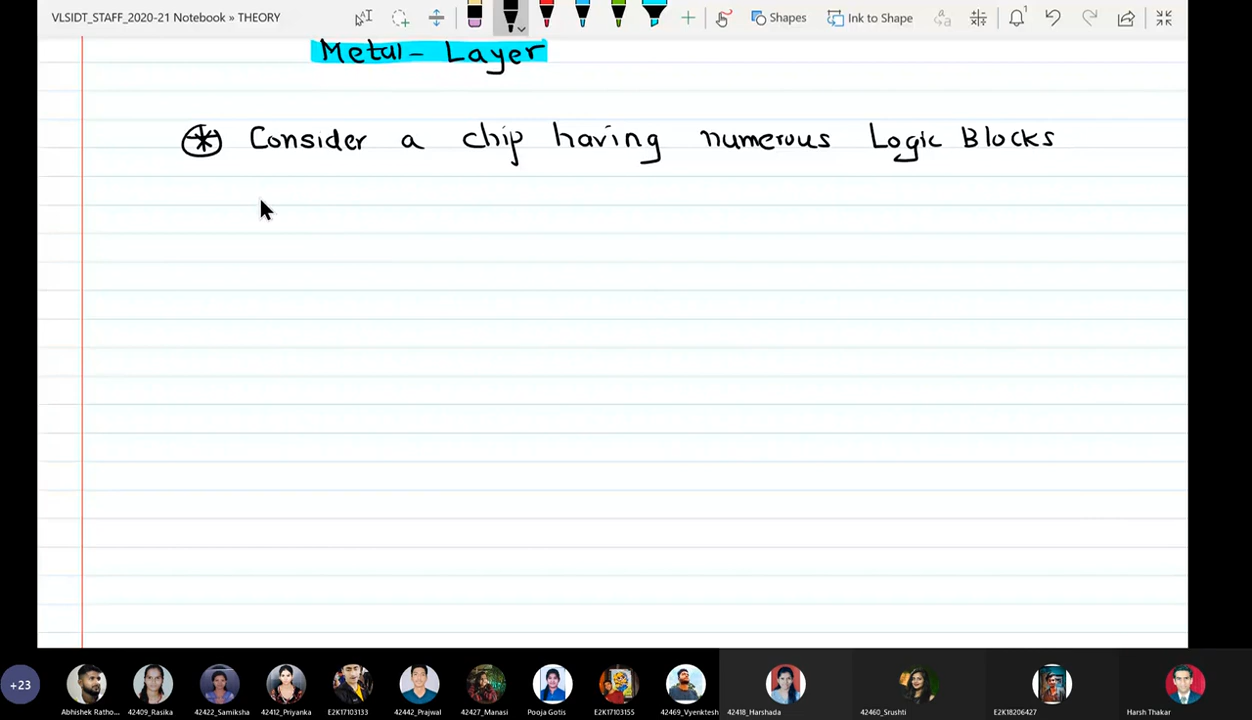 VLSIDT_STAFF_2020-21 Notebook » THEORY
Shapes
Ink to Shape
Metal - Layer
Consider a chip having numerous Logic Blocks
+23
Abhishek Ratho...
42409_Rasika
42422_Samiksha
42412_Priyanka
E2K17103133
42442_Prajwal
42427_Manasi
Pooja Gotis
E2K17103155
42469_Vyenktesh
42418_Harshada
42460_Srushti
E2K18206427
Harsh Thakar